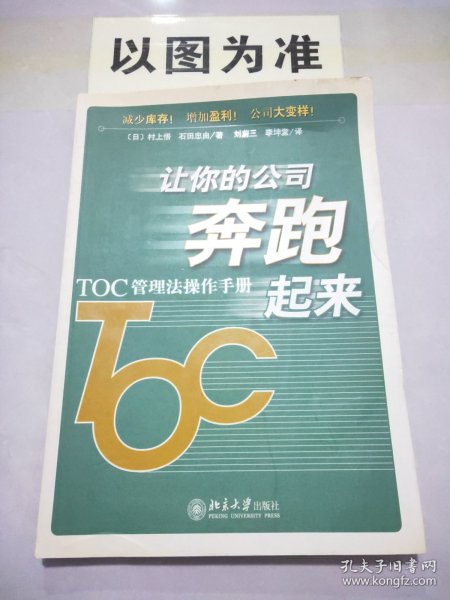 以图为准
减少库存! 增加盈利! 公司大变样!
〔日〕村上悟 石田忠由/著 刘蔚三 李坤堂/译
让你的公司
奔跑
TOC管理法操作手册
起来
TOC
北京大学出版社
PEKING UNIVERSITY PRESS
孔夫子旧书网
www.kongfz.com